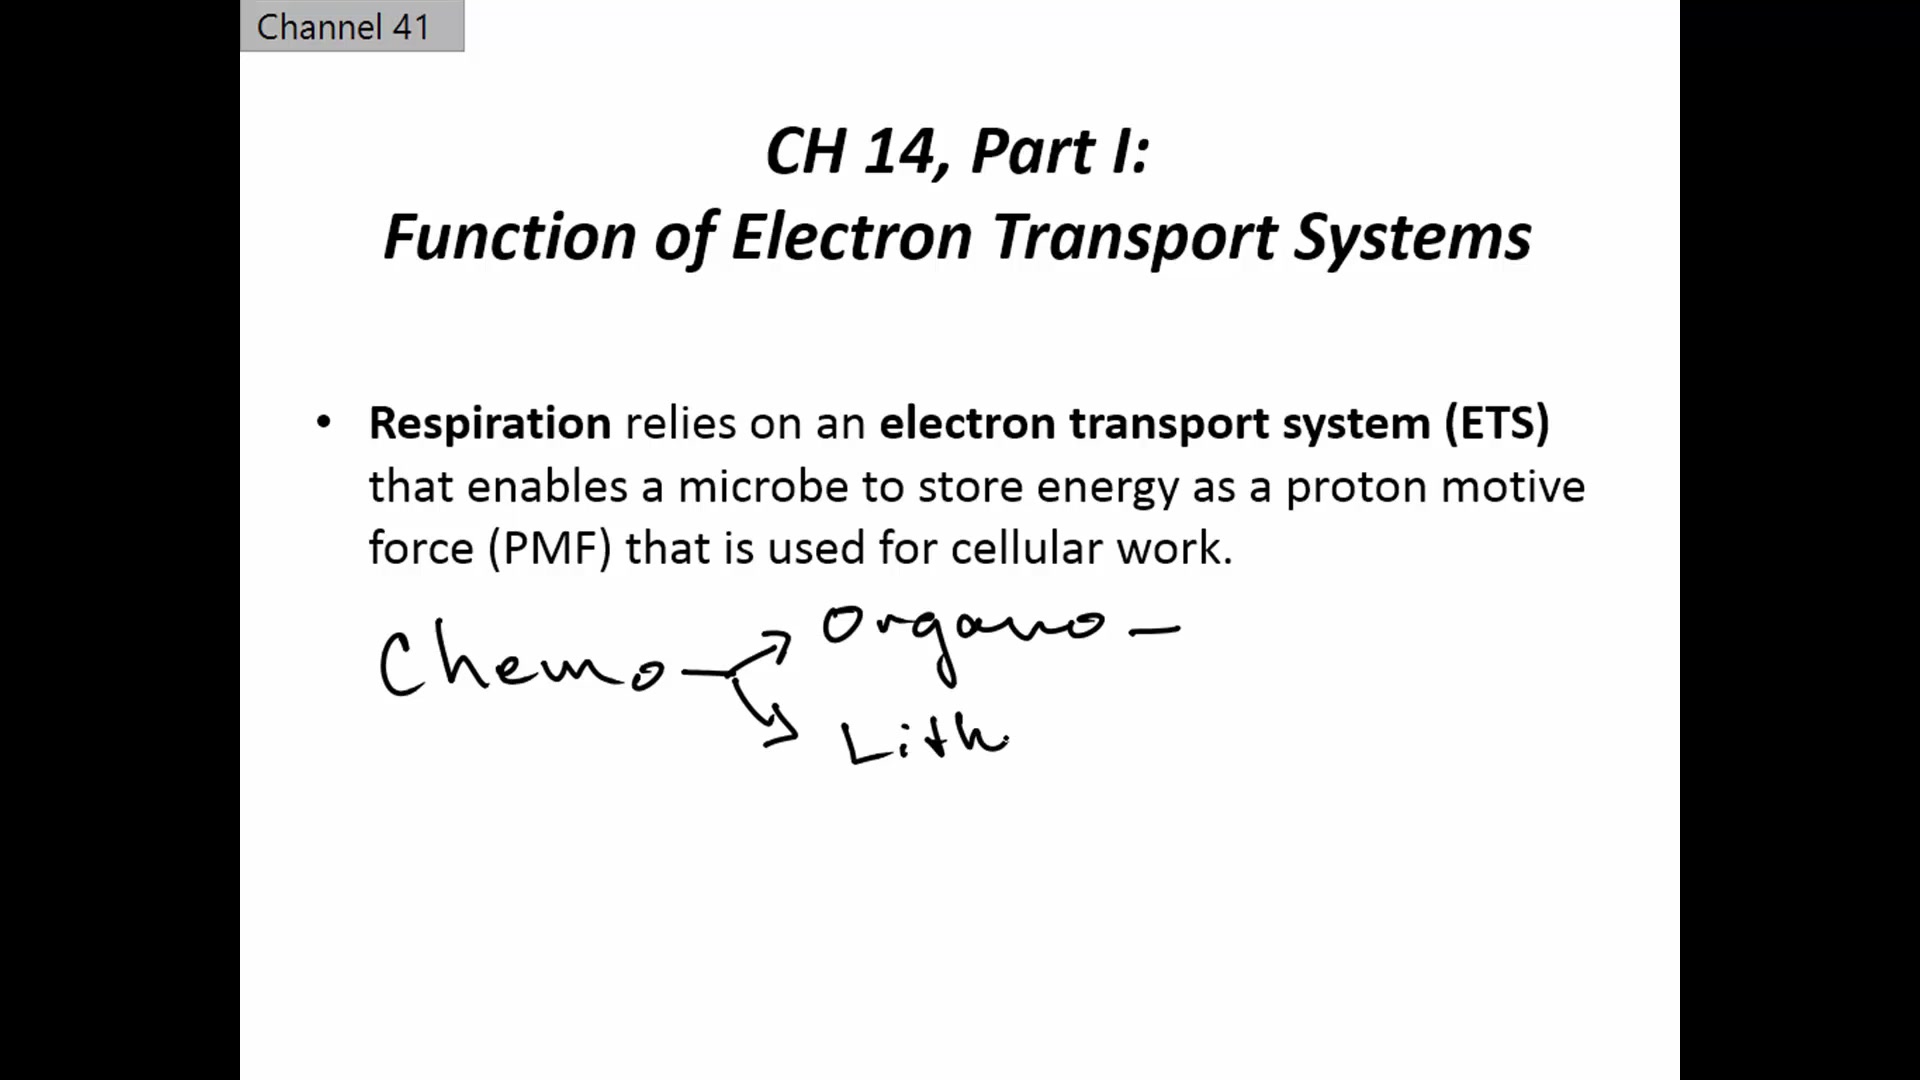 Channel 41
CH 14, Part I:
Function of Electron Transport Systems
• Respiration relies on an electron transport system (ETS)
that enables a microbe to store energy as a proton motive
force (PMF) that is used for cellular work.
Organo –
Chemo
Lith